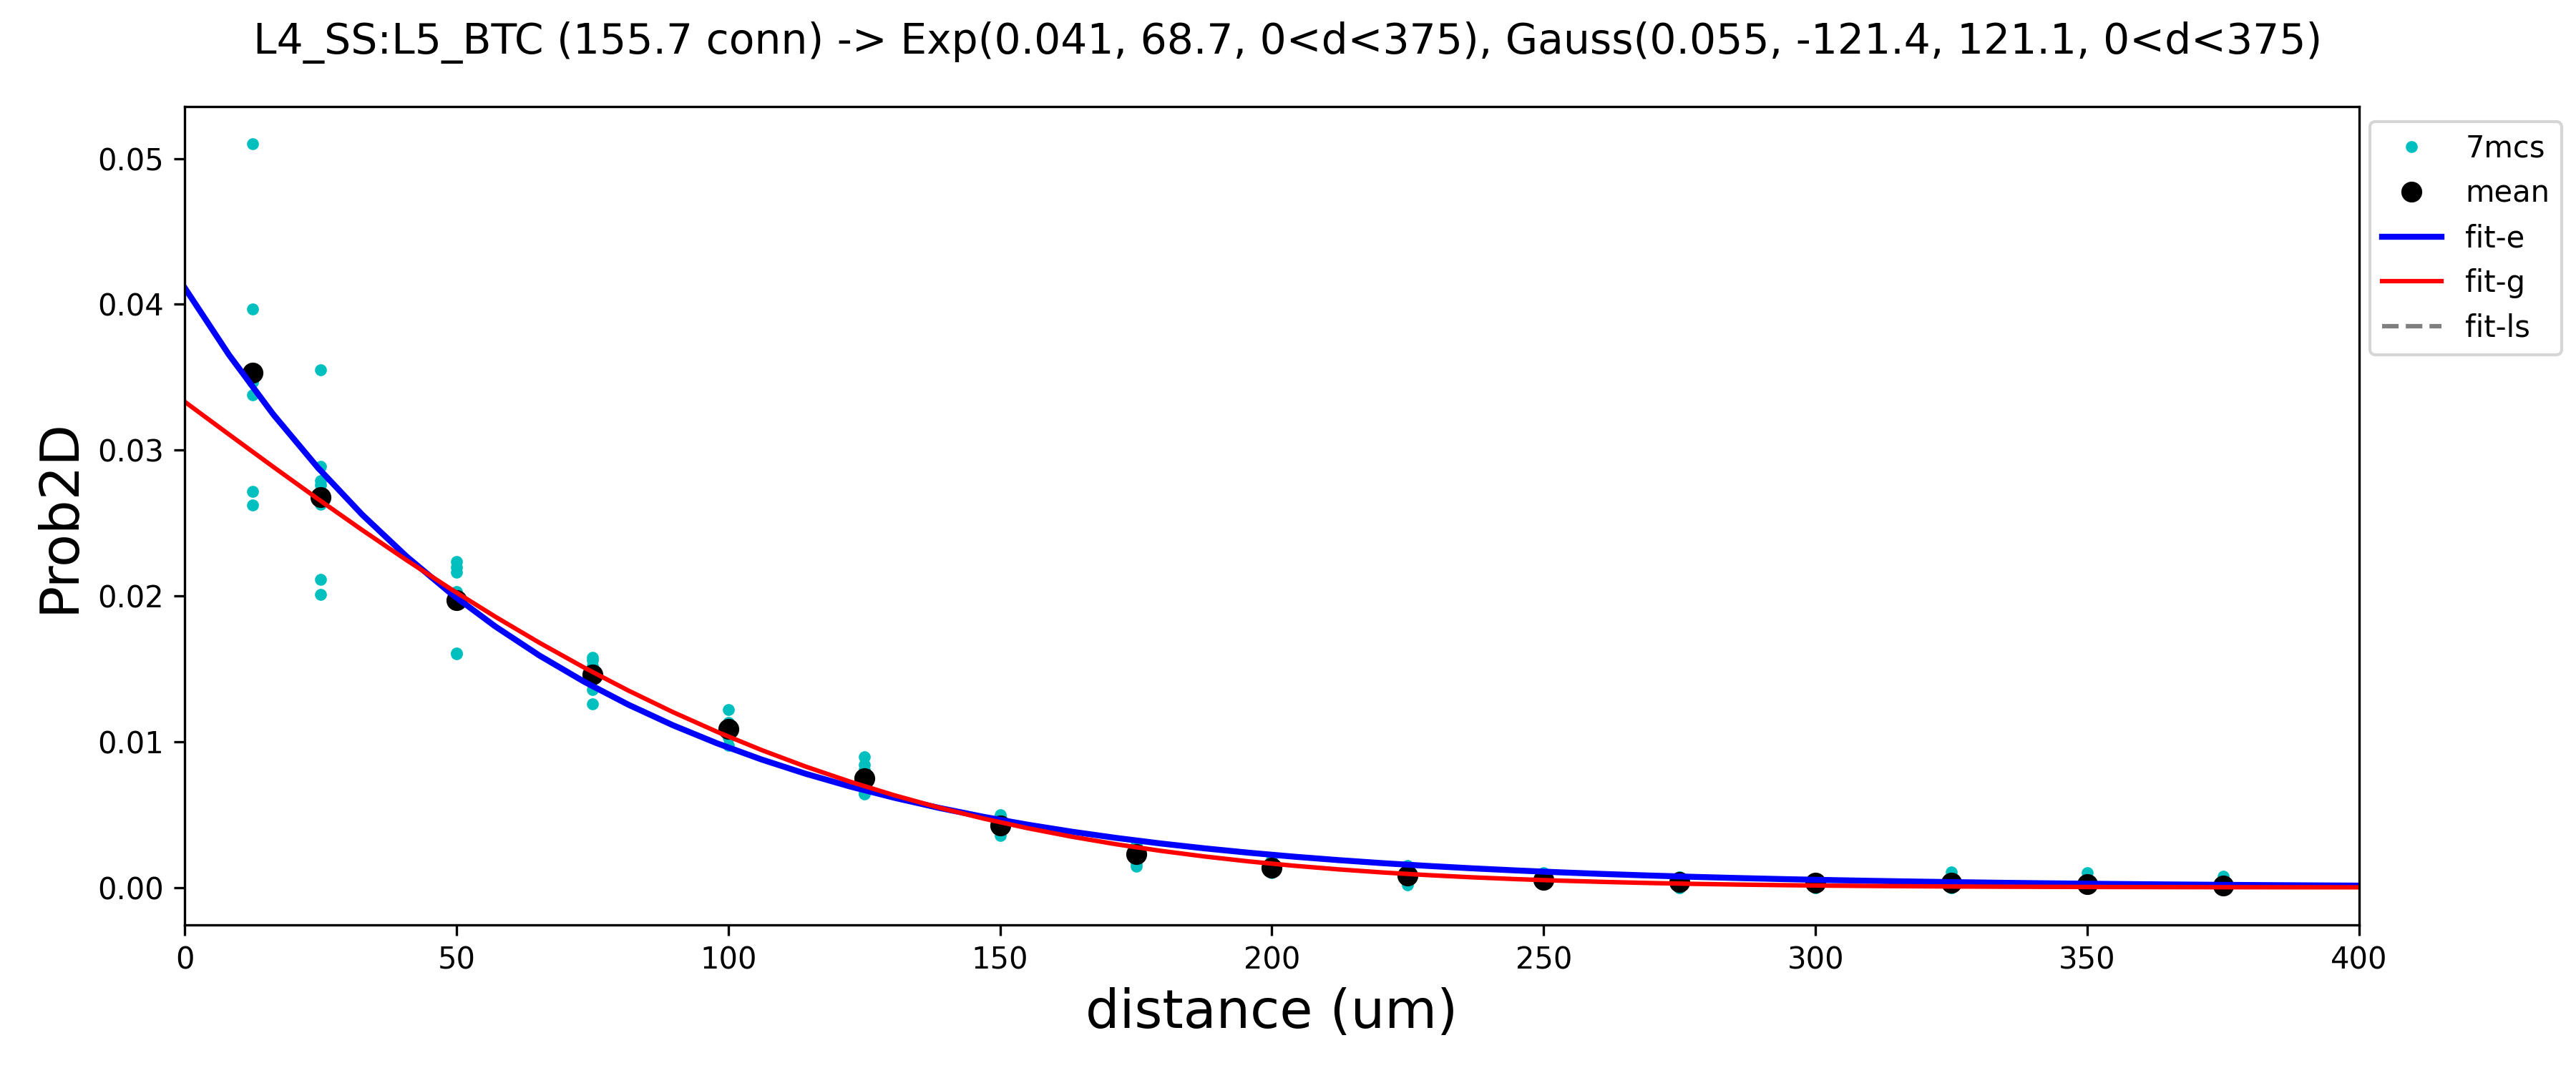 L4_SS:L5_BTC (155.7 conn) -> Exp(0.041, 68.7, 0<d<375), Gauss(0.055, -121.4, 121.1, 0<d<375)
7mcs
mean
fit-e
fit-g
fit-ls
Prob2D
0.05
0.04
0.03
0.02
0.01
0.00
0 50 100 150 200 250 300 350 400
distance (um)